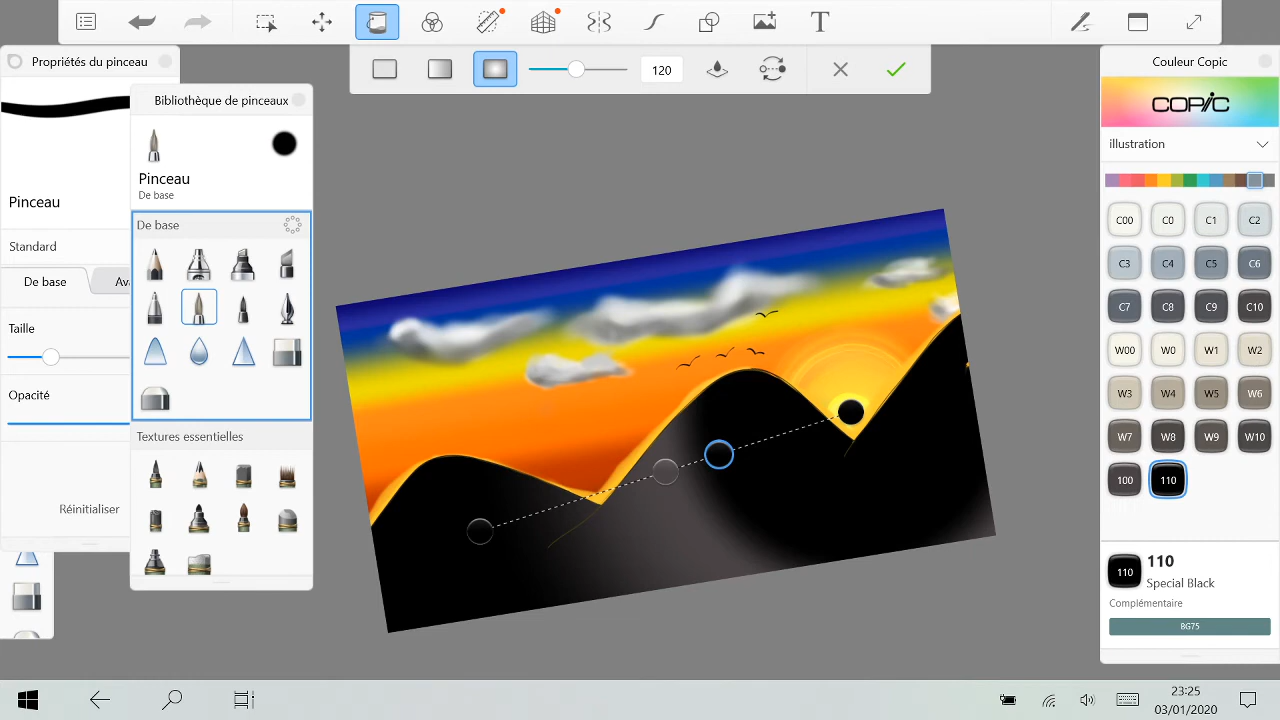 T
120
Propriétés du pinceau
Pinceau
Standard
De base
Ava
Taille
Opacité
Réinitialiser
Bibliothèque de pinceaux
Pinceau
De base
De base
Textures essentielles
Couleur Copic
COPIC
illustration
C00 C0 C1 C2
C3 C4 C5 C6
C7 C8 C9 C10
W00 W0 W1 W2
W3 W4 W5 W6
W7 W8 W9 W10
100 110
110 110
Special Black
Complémentaire
BG75
23:25
03/01/2020